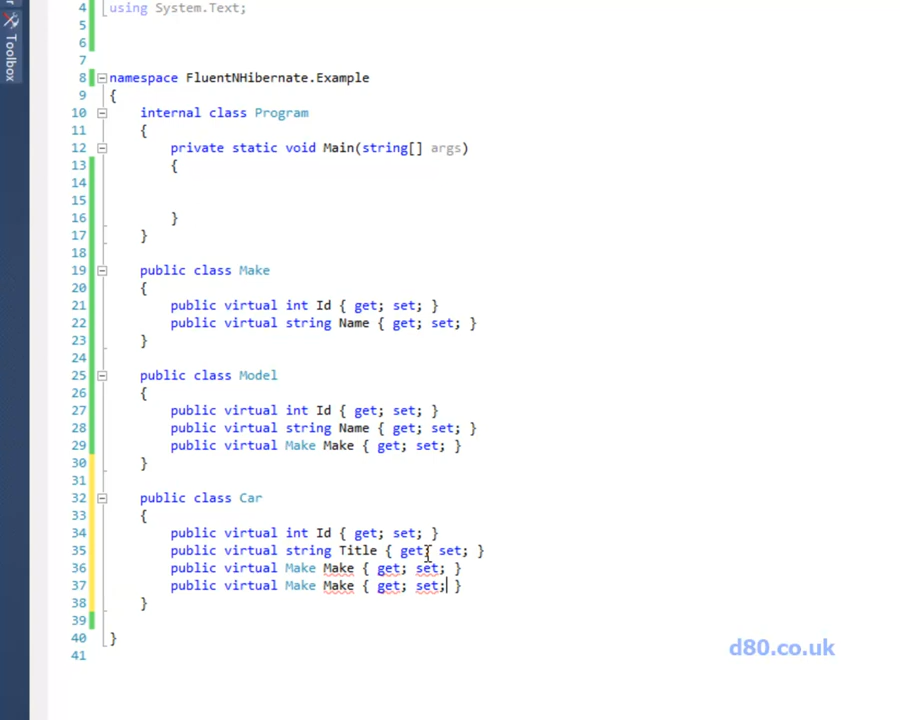 Toolbox
4 using System.Text;
5
6
7
8 namespace FluentNHibernate.Example
9 {
10 internal class Program
11 {
12 private static void Main(string[] args)
13 {
14
15
16 }
17 }
18
19 public class Make
20 {
21 public virtual int Id { get; set; }
22 public virtual string Name { get; set; }
23 }
24
25 public class Model
26 {
27 public virtual int Id { get; set; }
28 public virtual string Name { get; set; }
29 public virtual Make Make { get; set; }
30 }
31
32 public class Car
33 {
34 public virtual int Id { get; set; }
35 public virtual string Title { get; set; }
36 public virtual Make Make { get; set; }
37 public virtual Make Make { get; set; }
38 }
39
40 }
41
d80.co.uk